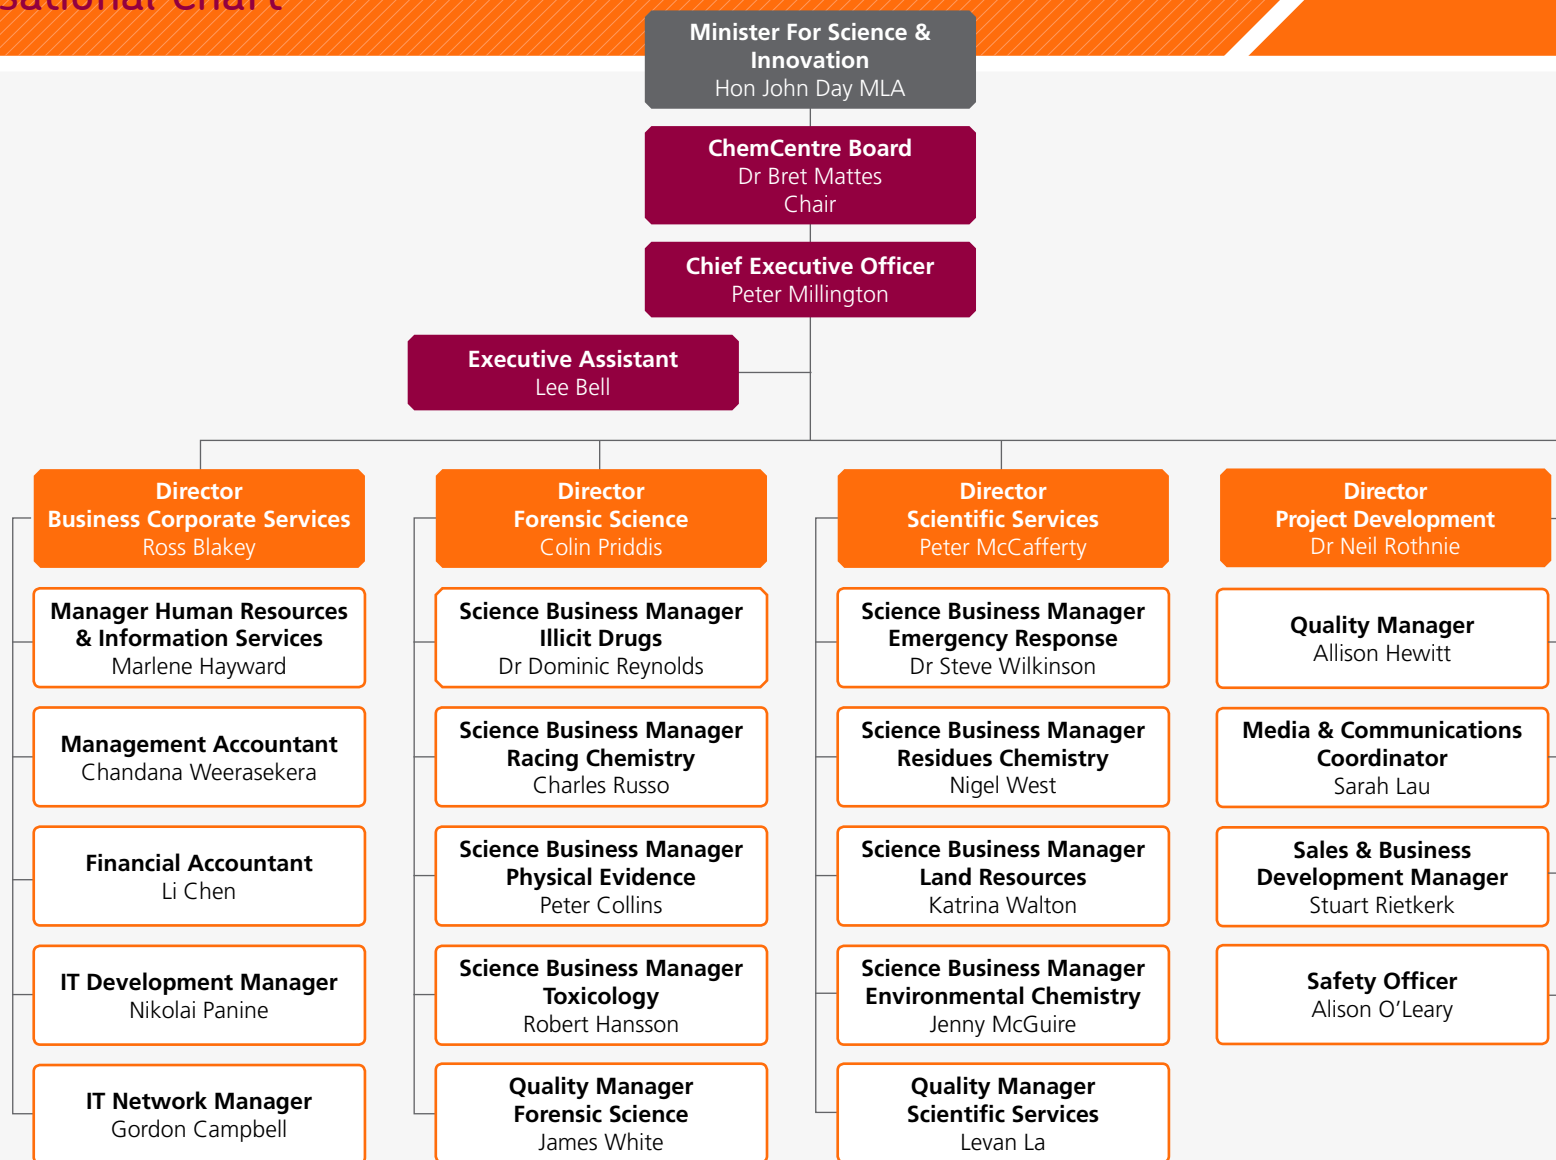 sational Chart
Minister For Science &
Innovation
Hon John Day MLA
ChemCentre Board
Dr Bret Mattes
Chair
Chief Executive Officer
Peter Millington
Executive Assistant
Lee Bell
Director
Business Corporate Services
Ross Blakey
Manager Human Resources
& Information Services
Marlene Hayward
Management Accountant
Chandana Weerasekera
Financial Accountant
Li Chen
IT Development Manager
Nikolai Panine
IT Network Manager
Gordon Campbell
Director
Forensic Science
Colin Priddis
Science Business Manager
Illicit Drugs
Dr Dominic Reynolds
Science Business Manager
Racing Chemistry
Charles Russo
Science Business Manager
Physical Evidence
Peter Collins
Science Business Manager
Toxicology
Robert Hansson
Quality Manager
Forensic Science
James White
Director
Scientific Services
Peter McCafferty
Science Business Manager
Emergency Response
Dr Steve Wilkinson
Science Business Manager
Residues Chemistry
Nigel West
Science Business Manager
Land Resources
Katrina Walton
Science Business Manager
Environmental Chemistry
Jenny McGuire
Quality Manager
Scientific Services
Levan La
Director
Project Development
Dr Neil Rothnie
Quality Manager
Allison Hewitt
Media & Communications
Coordinator
Sarah Lau
Sales & Business
Development Manager
Stuart Rietkerk
Safety Officer
Alison O’Leary